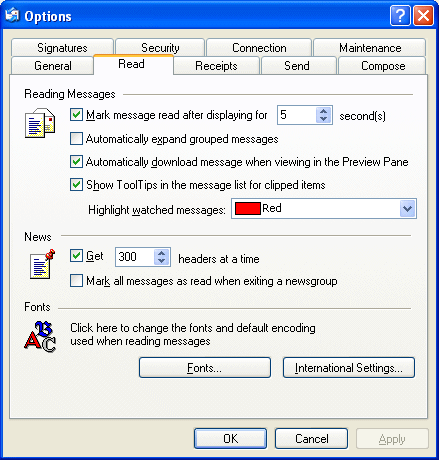 Options
Signatures Security Connection Maintenance
General Read Receipts Send Compose
Reading Messages
Mark message read after displaying for 5 second(s)
Automatically expand grouped messages
Automatically download message when viewing in the Preview Pane
Show ToolTips in the message list for clipped items
Highlight watched messages: Red
News
Get 300 headers at a time
Mark all messages as read when exiting a newsgroup
Fonts
Click here to change the fonts and default encoding
used when reading messages
Fonts... International Settings...
OK Cancel Apply